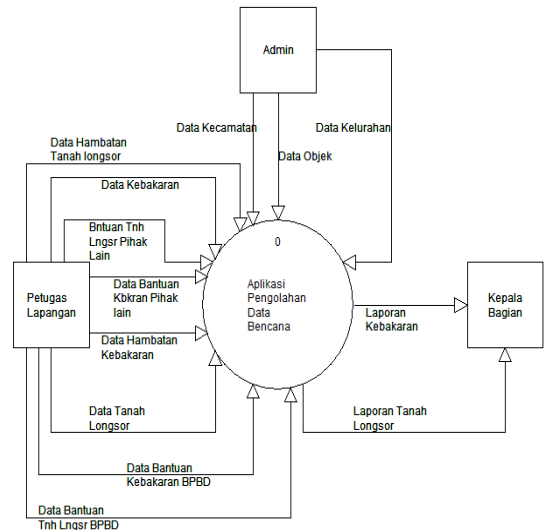 Admin
Data Kecamatan
Data Kelurahan
Data Objek
Data Hambatan
Tanah longsor
Data Kebakaran
Bntuan Tnh
Lngsr Pihak
Lain
Data Bantuan
Kbkran Pihak
lain
Data Hambatan
Kebakaran
Petugas
Lapangan
0
Aplikasi
Pengolahan
Data
Bencana
Laporan
Kebakaran
Kepala
Bagian
Data Tanah
Longsor
Laporan Tanah
Longsor
Data Bantuan
Kebakaran BPBD
Data Bantuan
Tnh Lngsr BPBD